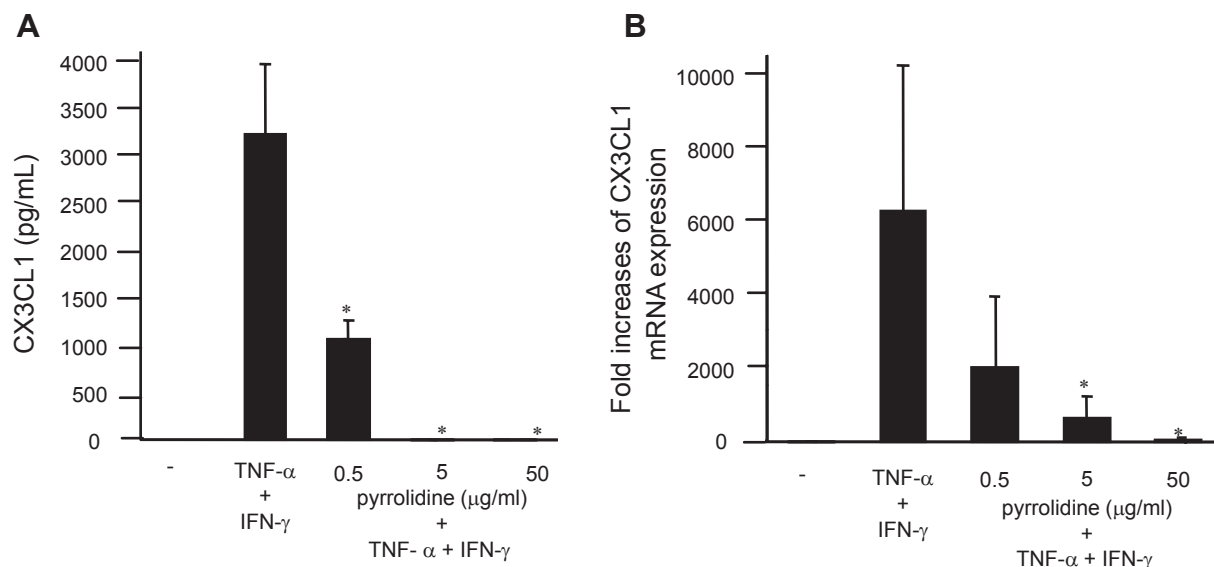 A
CX3CL1 (pg/mL)
4000
3500
3000
2500
2000
1500
1000
500
0
*
*
*
-
TNF-α
+
IFN-γ
0.5
5
50
pyrrolidine (μg/ml)
+
TNF- α + IFN-γ
B
Fold increases of CX3CL1
mRNA expression
10000
8000
6000
4000
2000
0
*
*
-
TNF-α
+
IFN-γ
0.5
5
50
pyrrolidine (μg/ml)
+
TNF-α + IFN-γ